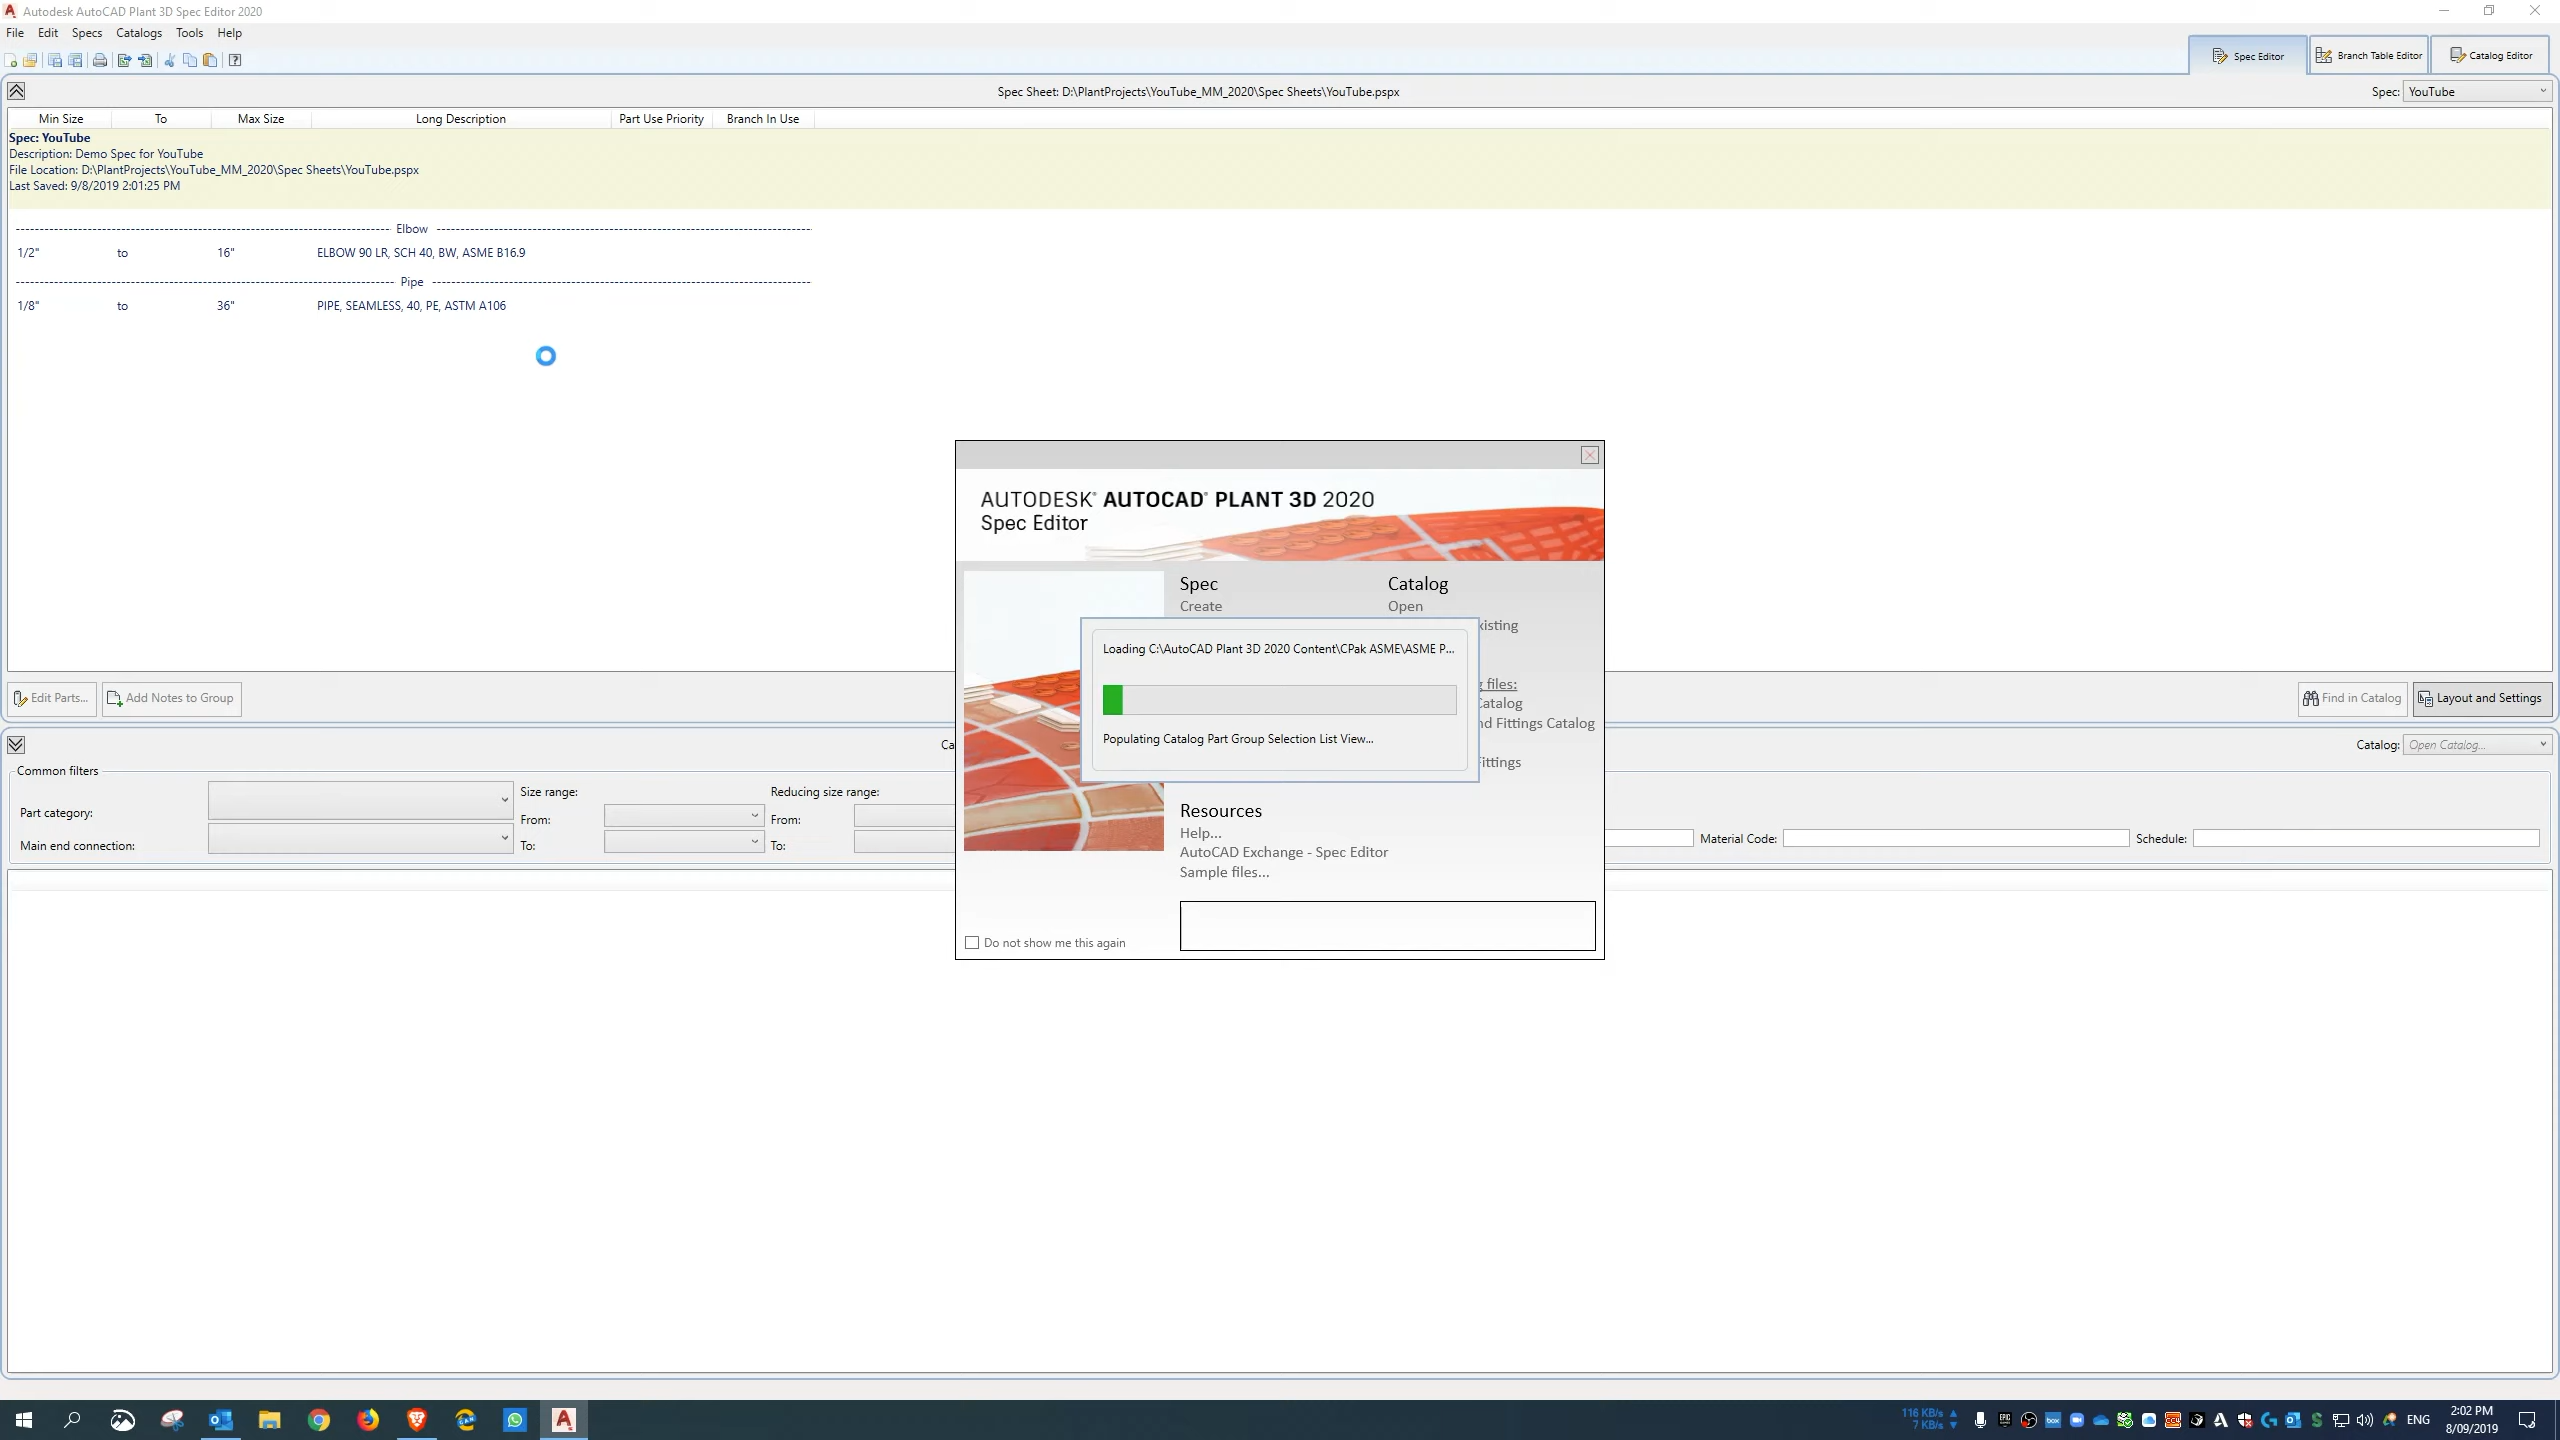 Autodesk AutoCAD Plant 3D Spec Editor 2020
File Edit Specs Catalogs Tools Help
Spec Editor Branch Table Editor Catalog Editor
Spec Sheet: D:\PlantProjects\YouTube_MM_2020\Spec Sheets\YouTube.pspx
Spec: YouTube
Min Size To Max Size Long Description Part Use Priority Branch In Use
Spec: YouTube
Description: Demo Spec for YouTube
File Location: D:\PlantProjects\YouTube_MM_2020\Spec Sheets\YouTube.pspx
Last Saved: 9/8/2019 2:01:25 PM
Elbow
1/2" to 16" ELBOW 90 LR, SCH 40, BW, ASME B16.9
Pipe
1/8" to 36" PIPE, SEAMLESS, 40, PE, ASTM A106
AUTODESK® AUTOCAD® PLANT 3D 2020
Spec Editor
Spec Catalog
Create Open
xisting
Loading C:\AutoCAD Plant 3D 2020 Content\CPak ASME\ASME P...
g files:
Catalog
nd Fittings Catalog
Populating Catalog Part Group Selection List View...
Fittings
Resources
Help...
AutoCAD Exchange - Spec Editor
Sample files...
Do not show me this again
Edit Parts... Add Notes to Group
Find in Catalog Layout and Settings
Ca
Catalog: Open Catalog...
Common filters
Part category:
Main end connection:
Size range:
From:
To:
Reducing size range:
From:
To:
Material Code: Schedule:
116 KB/s
7 KB/s
ENG
2:02 PM
8/09/2019